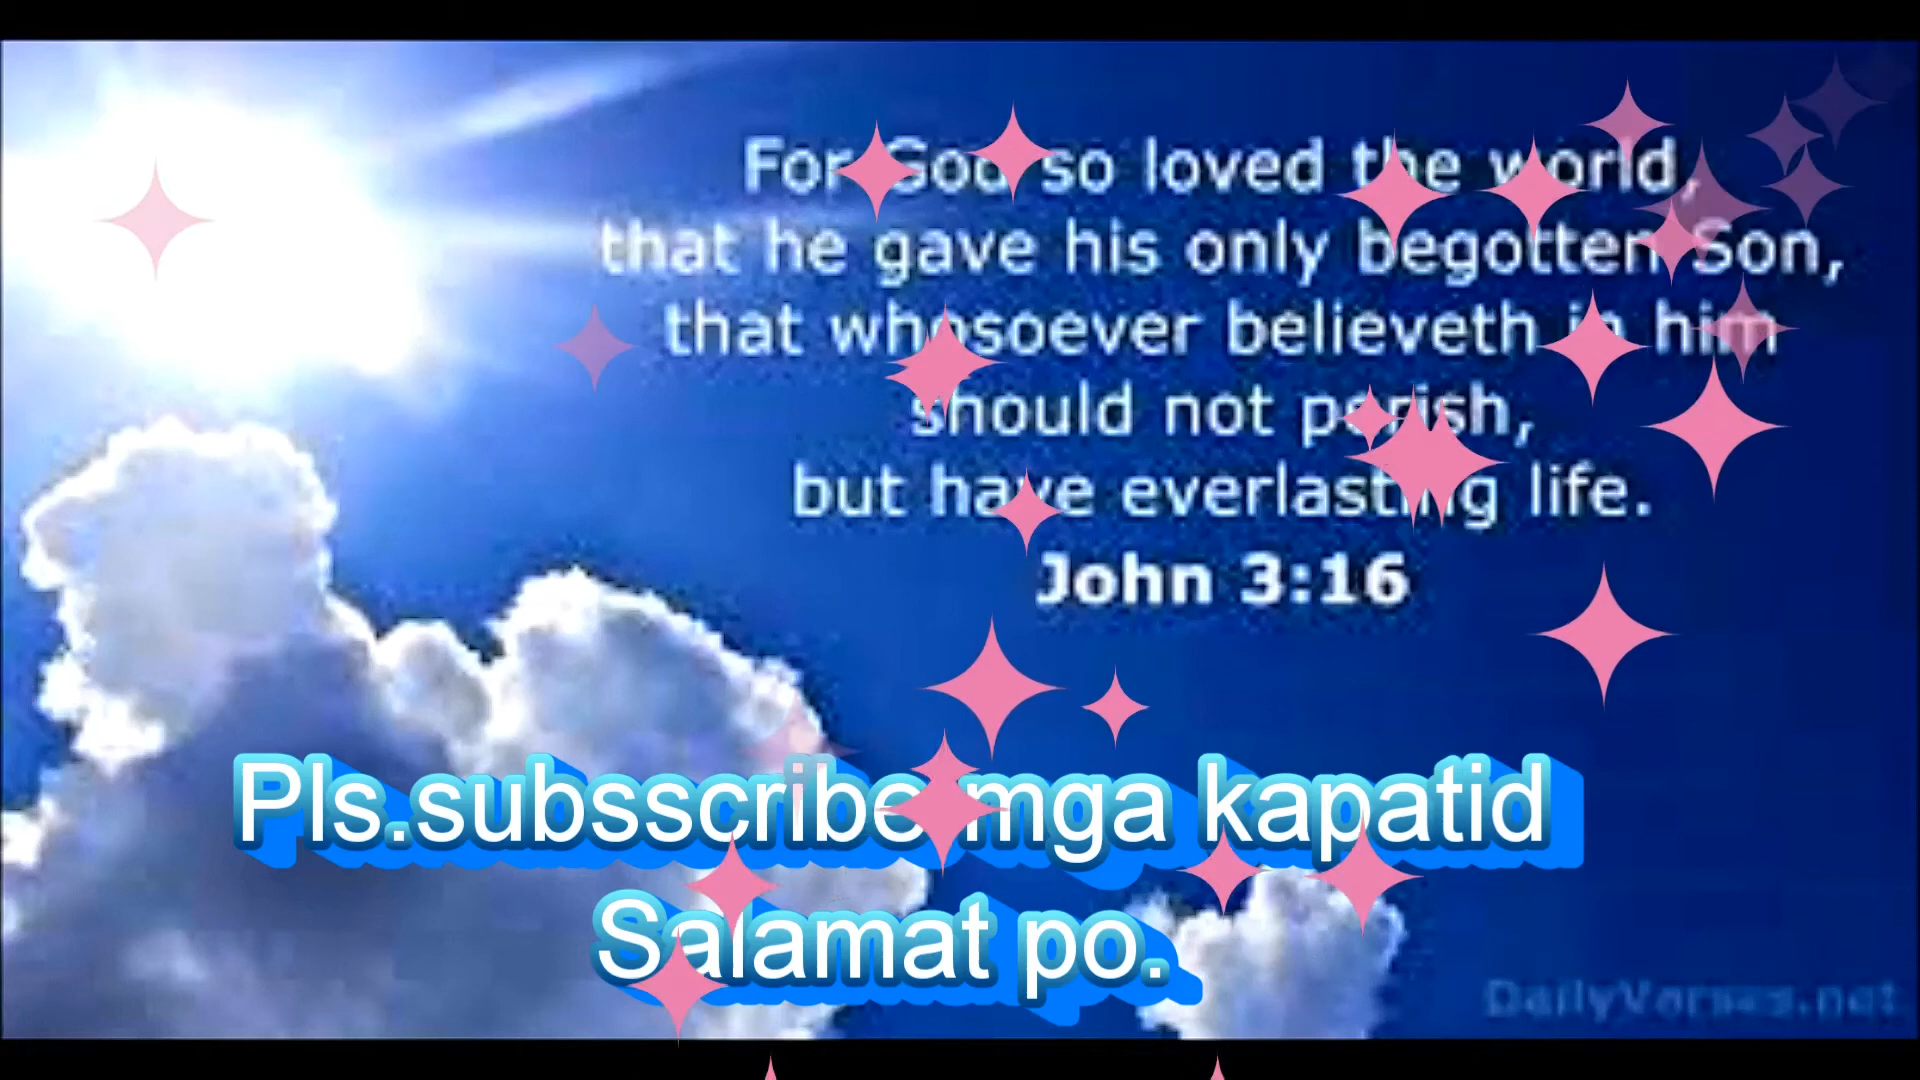 For God so loved the world,
that he gave his only begotten Son,
that whosoever believeth in him
should not perish,
but have everlasting life.
John 3:16
Pls.subsscribe mga kapatid
Salamat po.
DailyVerses.net